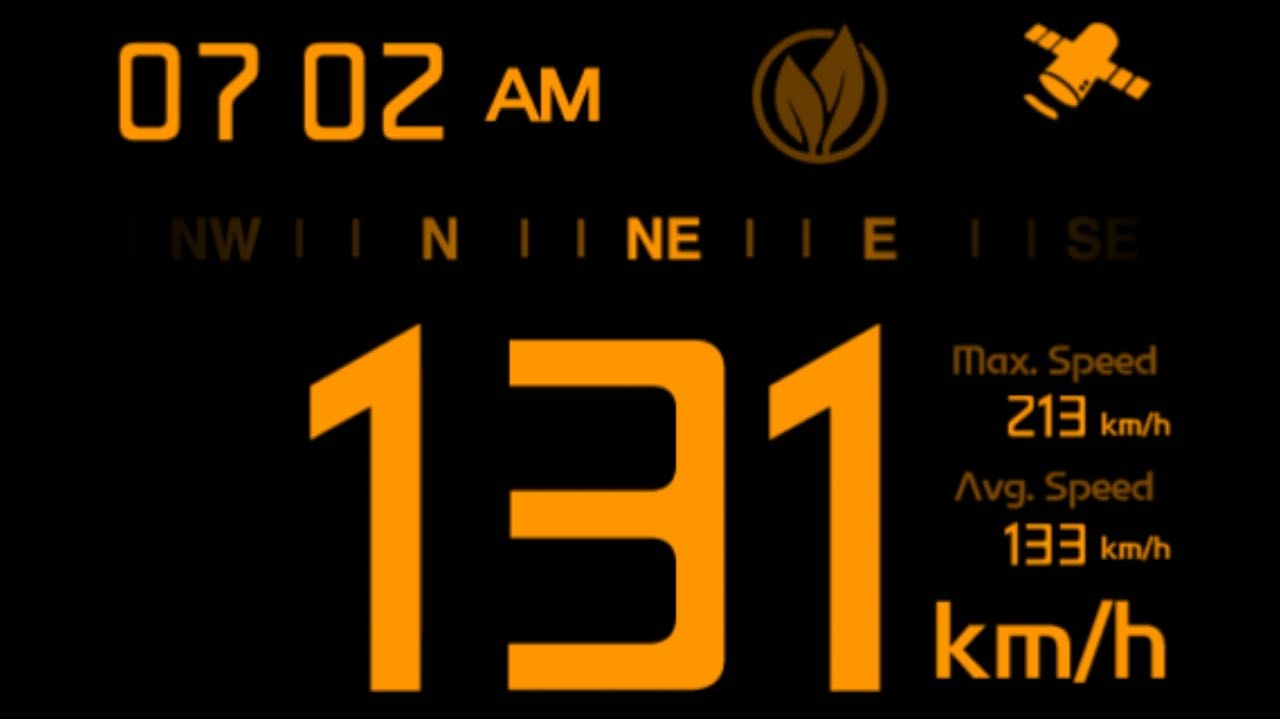 07 02 AM
NW | | N | | NE | | E | | SE
131 km/h
Max. Speed
213 km/h
Avg. Speed
133 km/h